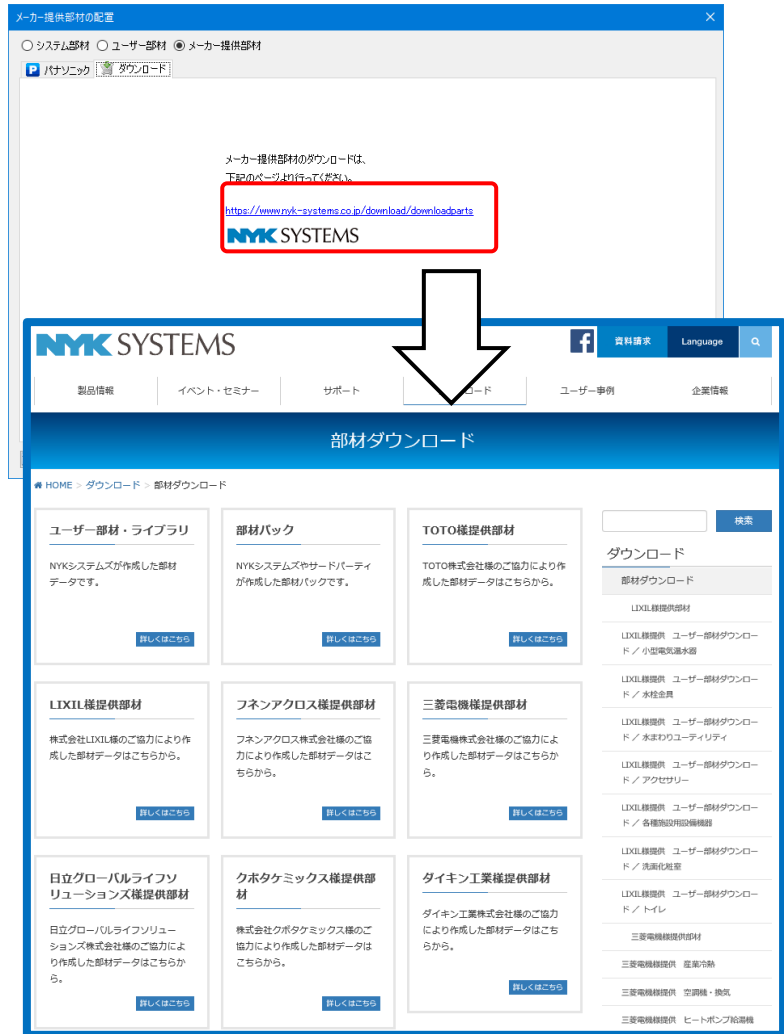 メーカー提供部材の配置
システム部材 ユーザー部材 メーカー提供部材
パナソニック ダウンロード
メーカー提供部材のダウンロードは、
下記のページより行ってください。
https://www.nyk-systems.co.jp/download/downloadparts
NYK SYSTEMS
NYK SYSTEMS
資料請求 Language
製品情報 イベント・セミナー サポート ロード ユーザー事例 企業情報
部材ダウンロード
HOME > ダウンロード > 部材ダウンロード
ユーザー部材・ライブラリ
NYKシステムズが作成した部材
データです。
詳しくはこちら
部材パック
NYKシステムズやサードパーティ
が作成した部材パックです。
詳しくはこちら
TOTO様提供部材
TOTO株式会社様のご協力により作
成した部材データはこちらから。
詳しくはこちら
LIXIL様提供部材
株式会社LIXIL様のご協力により作
成した部材データはこちらから。
詳しくはこちら
フネンアクロス様提供部材
フネンアクロス株式会社様のご協
力により作成した部材データはこ
ちらから。
詳しくはこちら
三菱電機様提供部材
三菱電機株式会社様のご協力によ
り作成した部材データはこちらか
ら。
詳しくはこちら
日立グローバルライフソ
リューションズ様提供部材
日立グローバルライフソリュー
ションズ株式会社様のご協力によ
り作成した部材データはこちらか
ら。
詳しくはこちら
クボタケミックス様提供部
材
株式会社クボタケミックス様のご
協力により作成した部材データは
こちらから。
詳しくはこちら
ダイキン工業様提供部材
ダイキン工業株式会社様のご協力
により作成した部材データはこち
らから。
詳しくはこちら
検索
ダウンロード
部材ダウンロード
LIXIL様提供部材
LIXIL様提供 ユーザー部材ダウンロー
ド／小型電気温水器
LIXIL様提供 ユーザー部材ダウンロー
ド／水栓金具
LIXIL様提供 ユーザー部材ダウンロー
ド／水まわりユーティリティ
LIXIL様提供 ユーザー部材ダウンロー
ド／アクセサリー
LIXIL様提供 ユーザー部材ダウンロー
ド／各種施設用設備機器
LIXIL様提供 ユーザー部材ダウンロー
ド／洗面化粧室
LIXIL様提供 ユーザー部材ダウンロー
ド／トイレ
三菱電機様提供部材
三菱電機様提供 産業冷熱
三菱電機様提供 空調機・換気
三菱電機様提供 ヒートポンプ給湯機